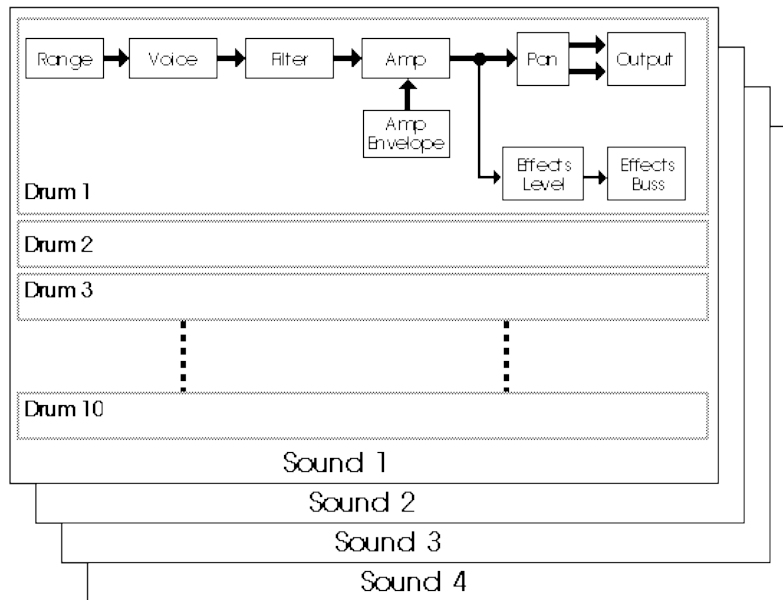 Range
Voice
Filter
Amp
Pan
Output
Amp
Envelope
Effects
Level
Effects
Buss
Drum 1
Drum 2
Drum 3
Drum 10
Sound 1
Sound 2
Sound 3
Sound 4